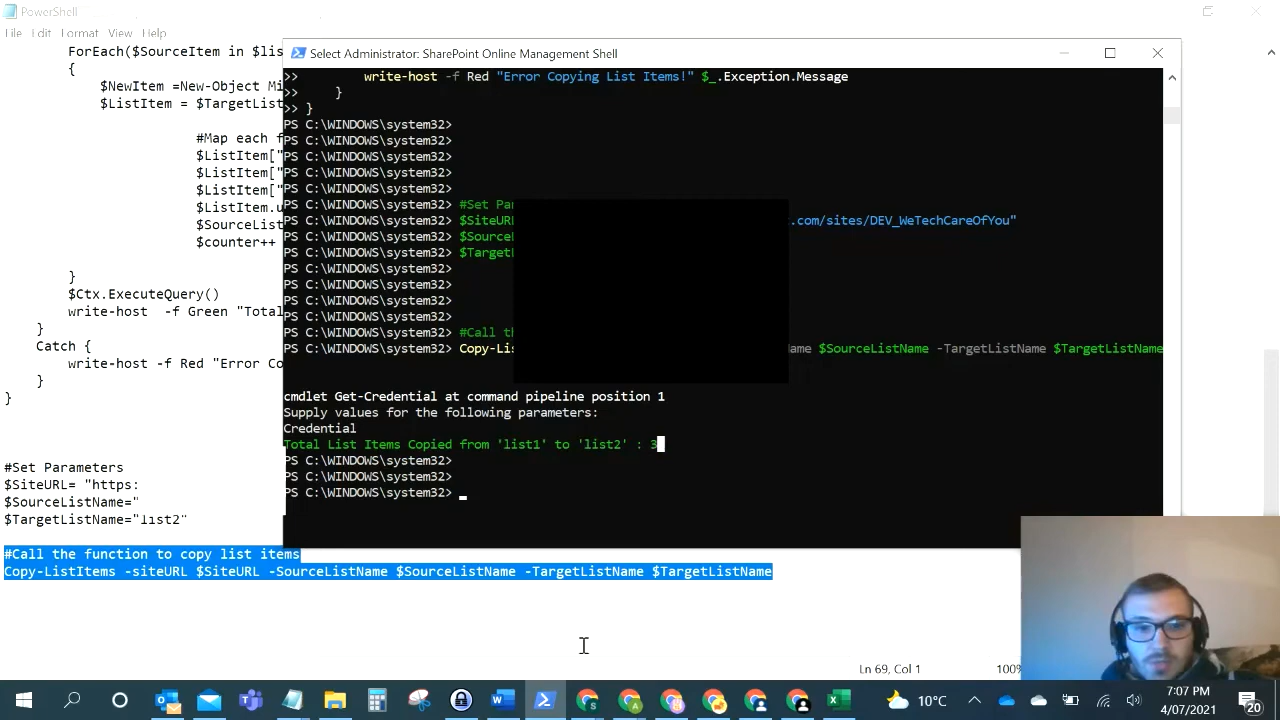 PowerShell
File Edit Format View Help
ForEach($SourceItem in $lis
{
$NewItem =New-Object Mi
$ListItem = $TargetList
#Map each f
$ListItem["
$ListItem["
$ListItem["
$ListItem.u
$SourceList
$counter++
}
$Ctx.ExecuteQuery()
write-host  -f Green "Total
}
Catch {
write-host -f Red "Error Co
}
}
#Set Parameters
$SiteURL= "https:
$SourceListName="
$TargetListName="list2"
#Call the function to copy list items
Copy-ListItems -siteURL $SiteURL -SourceListName $SourceListName -TargetListName $TargetListName
Select Administrator: SharePoint Online Management Shell
>> write-host -f Red "Error Copying List Items!" $_.Exception.Message
>> }
>> }
PS C:\WINDOWS\system32>
PS C:\WINDOWS\system32>
PS C:\WINDOWS\system32>
PS C:\WINDOWS\system32>
PS C:\WINDOWS\system32>
PS C:\WINDOWS\system32> #Set Par
PS C:\WINDOWS\system32> $SiteURL .com/sites/DEV_WeTechCareOfYou"
PS C:\WINDOWS\system32> $SourceL
PS C:\WINDOWS\system32> $TargetL
PS C:\WINDOWS\system32>
PS C:\WINDOWS\system32>
PS C:\WINDOWS\system32>
PS C:\WINDOWS\system32>
PS C:\WINDOWS\system32> #Call th
PS C:\WINDOWS\system32> Copy-Lis Name $SourceListName -TargetListName $TargetListName
cmdlet Get-Credential at command pipeline position 1
Supply values for the following parameters:
Credential
Total List Items Copied from 'list1' to 'list2' : 3
PS C:\WINDOWS\system32>
PS C:\WINDOWS\system32>
PS C:\WINDOWS\system32>
Ln 69, Col 1
100%
10°C
7:07 PM
4/07/2021
20